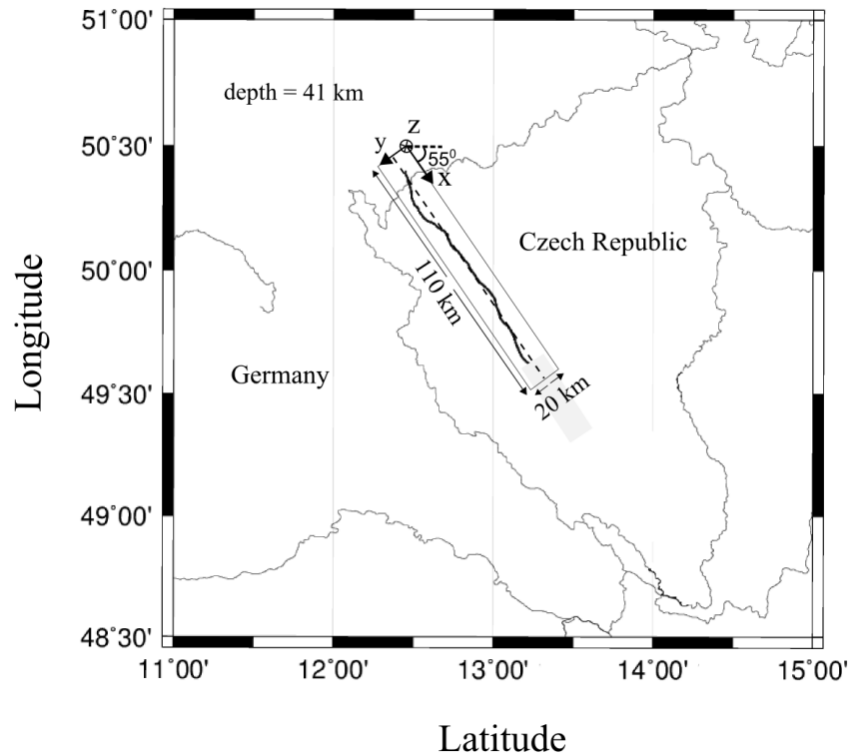 51˚00'
depth = 41 km
z
50˚30'
y
55⁰
x
Czech Republic
50˚00'
110 km
Longitude
Germany
49˚30'
20 km
49˚00'
48˚30'
11˚00'
12˚00'
13˚00'
14˚00'
15˚00'
Latitude